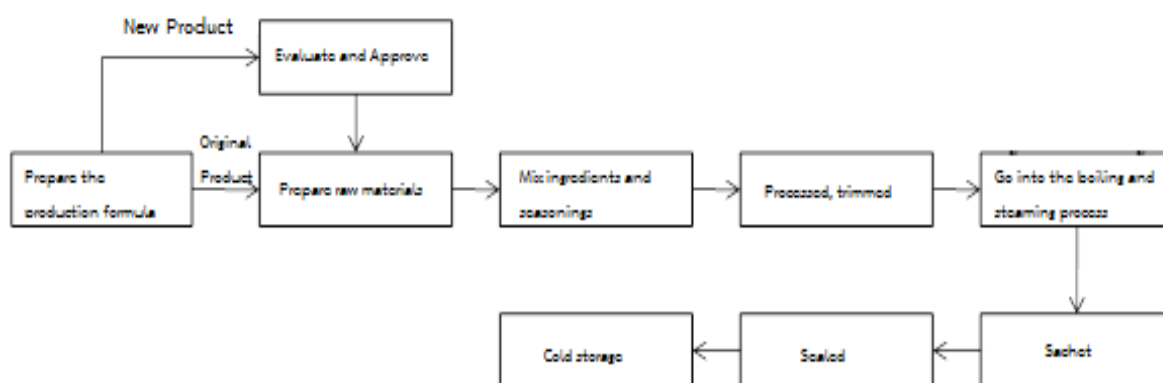 New Product
Evaluate and Approve
Original
Product
Prepare the
production formula
Prepare raw materials
Mix ingredients and
seasonings
Processed, trimmed
Go into the boiling and
steaming process
Cold storage
Sealed
Sachet